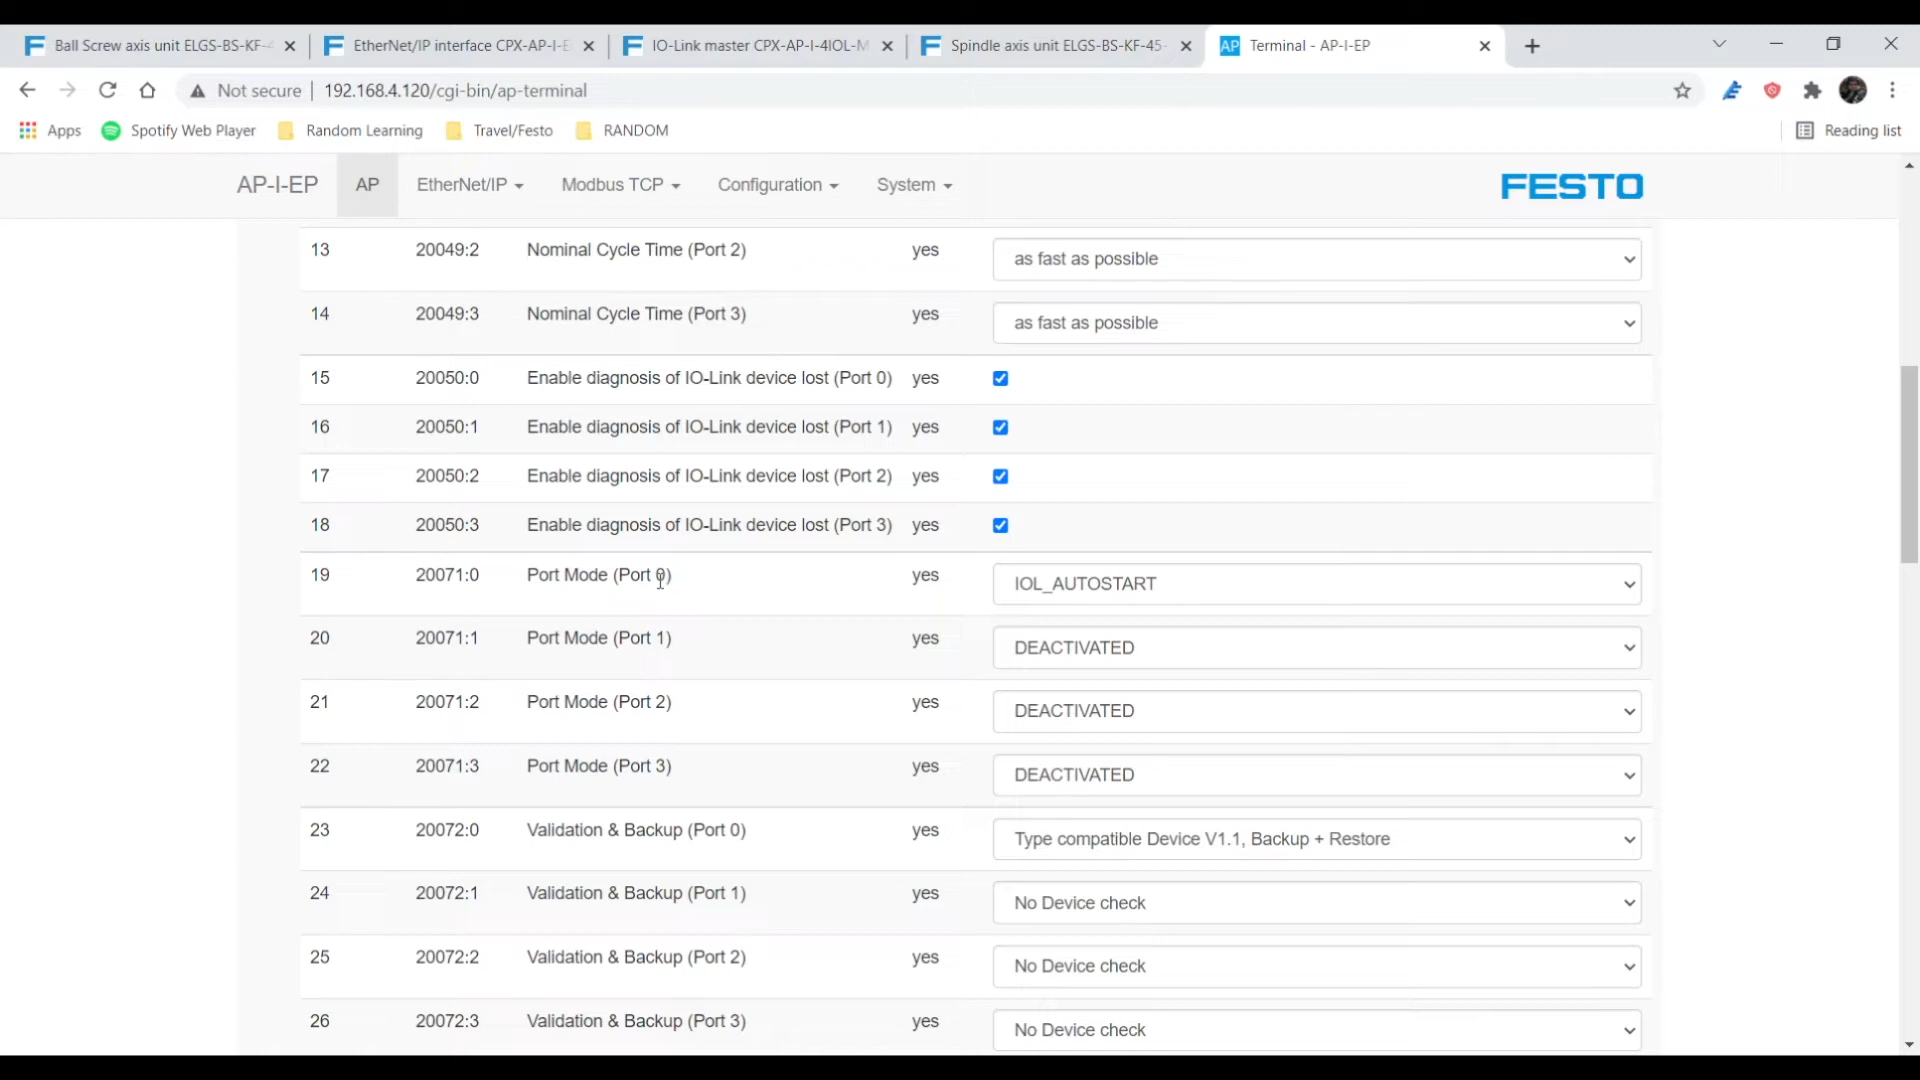 Ball Screw axis unit ELGS-BS-KF-4
EtherNet/IP interface CPX-AP-I-E
IO-Link master CPX-AP-I-4IOL-M
Spindle axis unit ELGS-BS-KF-45-
AP Terminal - AP-I-EP
Not secure | 192.168.4.120/cgi-bin/ap-terminal
Apps Spotify Web Player Random Learning Travel/Festo RANDOM Reading list
AP-I-EP AP EtherNet/IP Modbus TCP Configuration System FESTO
13 20049:2 Nominal Cycle Time (Port 2) yes as fast as possible
14 20049:3 Nominal Cycle Time (Port 3) yes as fast as possible
15 20050:0 Enable diagnosis of IO-Link device lost (Port 0) yes
16 20050:1 Enable diagnosis of IO-Link device lost (Port 1) yes
17 20050:2 Enable diagnosis of IO-Link device lost (Port 2) yes
18 20050:3 Enable diagnosis of IO-Link device lost (Port 3) yes
19 20071:0 Port Mode (Port 0) yes IOL_AUTOSTART
20 20071:1 Port Mode (Port 1) yes DEACTIVATED
21 20071:2 Port Mode (Port 2) yes DEACTIVATED
22 20071:3 Port Mode (Port 3) yes DEACTIVATED
23 20072:0 Validation & Backup (Port 0) yes Type compatible Device V1.1, Backup + Restore
24 20072:1 Validation & Backup (Port 1) yes No Device check
25 20072:2 Validation & Backup (Port 2) yes No Device check
26 20072:3 Validation & Backup (Port 3) yes No Device check